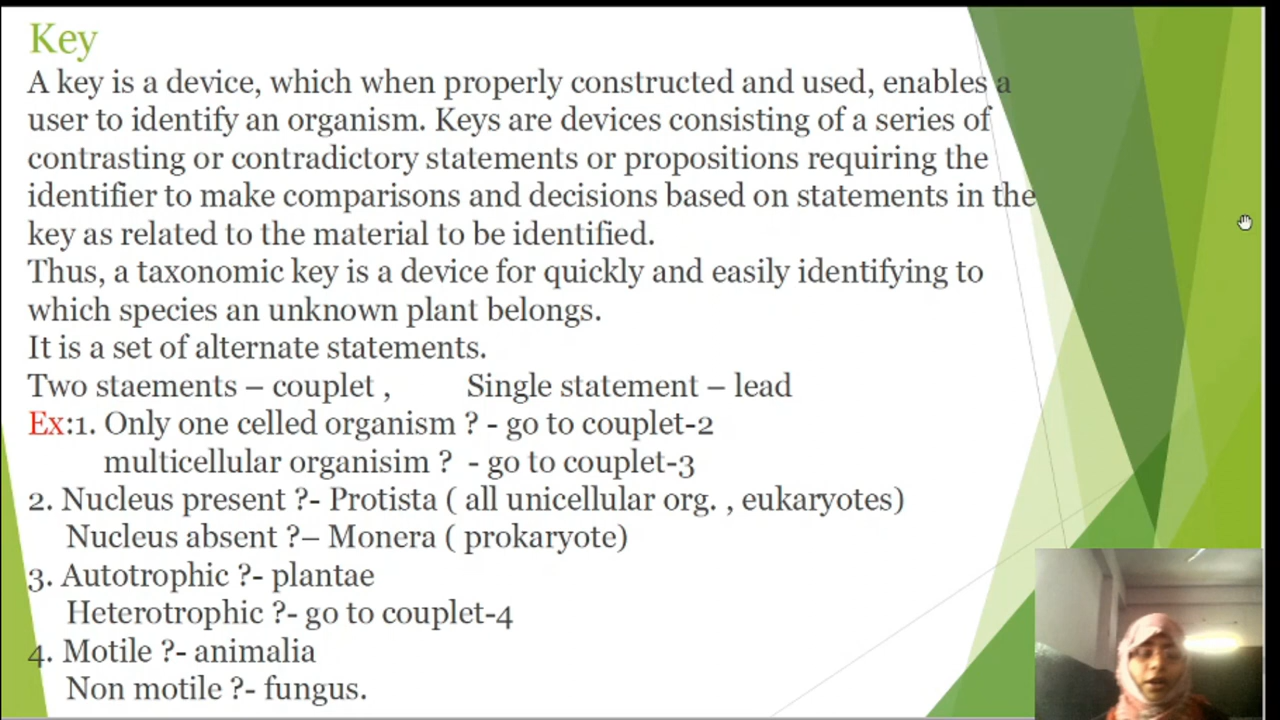 Key
A key is a device, which when properly constructed and used, enables a
user to identify an organism. Keys are devices consisting of a series of
contrasting or contradictory statements or propositions requiring the
identifier to make comparisons and decisions based on statements in the
key as related to the material to be identified.
Thus, a taxonomic key is a device for quickly and easily identifying to
which species an unknown plant belongs.
It is a set of alternate statements.
Two staements – couplet , Single statement – lead
Ex:1. Only one celled organism ? - go to couplet-2
multicellular organisim ? - go to couplet-3
2. Nucleus present ?- Protista ( all unicellular org. , eukaryotes)
Nucleus absent ?– Monera ( prokaryote)
3. Autotrophic ?- plantae
Heterotrophic ?- go to couplet-4
4. Motile ?- animalia
Non motile ?- fungus.